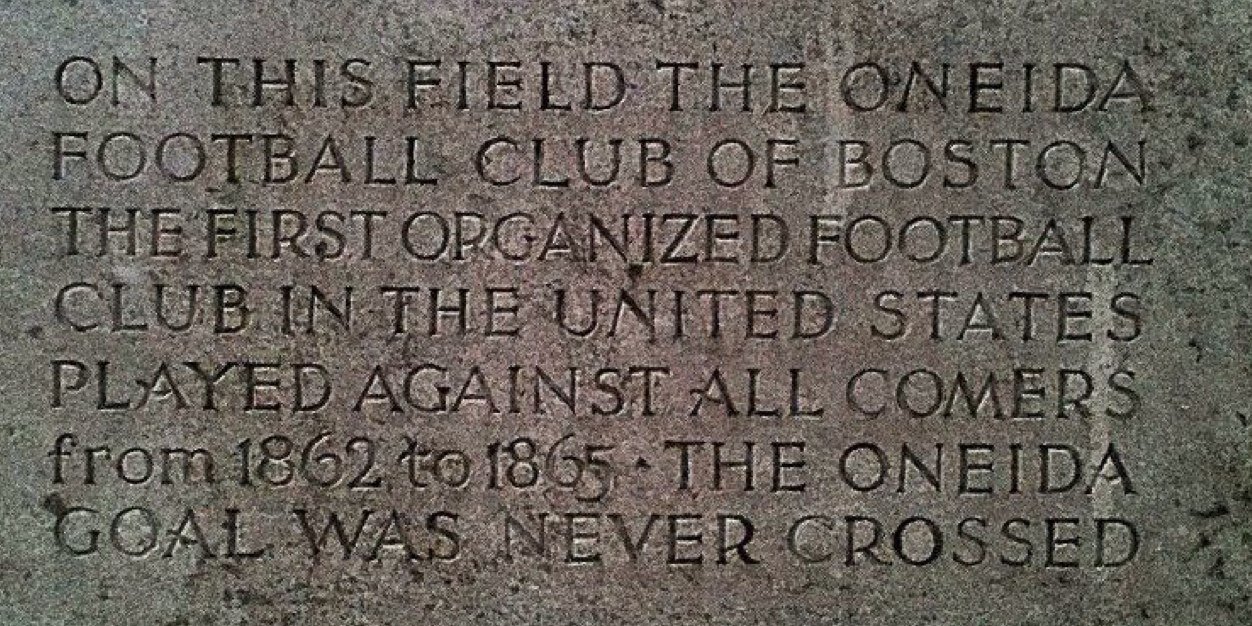 ON THIS FIELD THE ONEIDA
FOOTBALL CLUB OF BOSTON
THE FIRST ORGANIZED FOOTBALL
CLUB IN THE UNITED STATES
PLAYED AGAINST ALL COMERS
from 1862 to 1865 · THE ONEIDA
GOAL WAS NEVER CROSSED